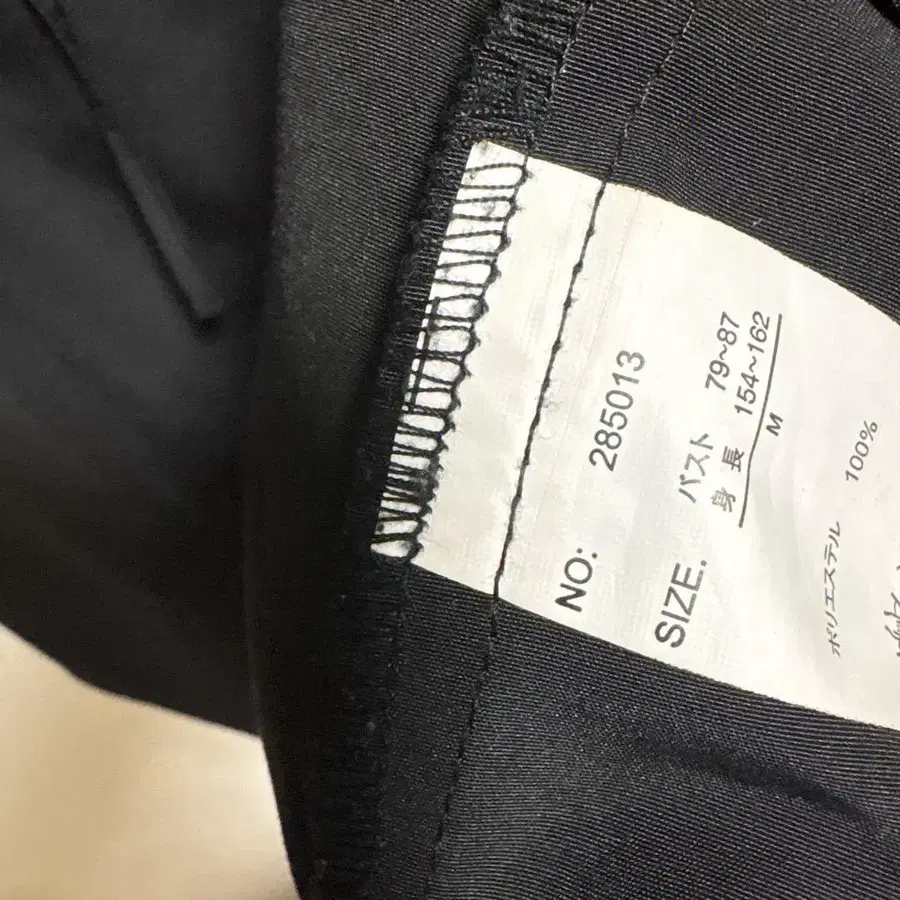 NO: 285013
SIZE. バスト 79~87
身長 154~162
M
ポリエステル 100%